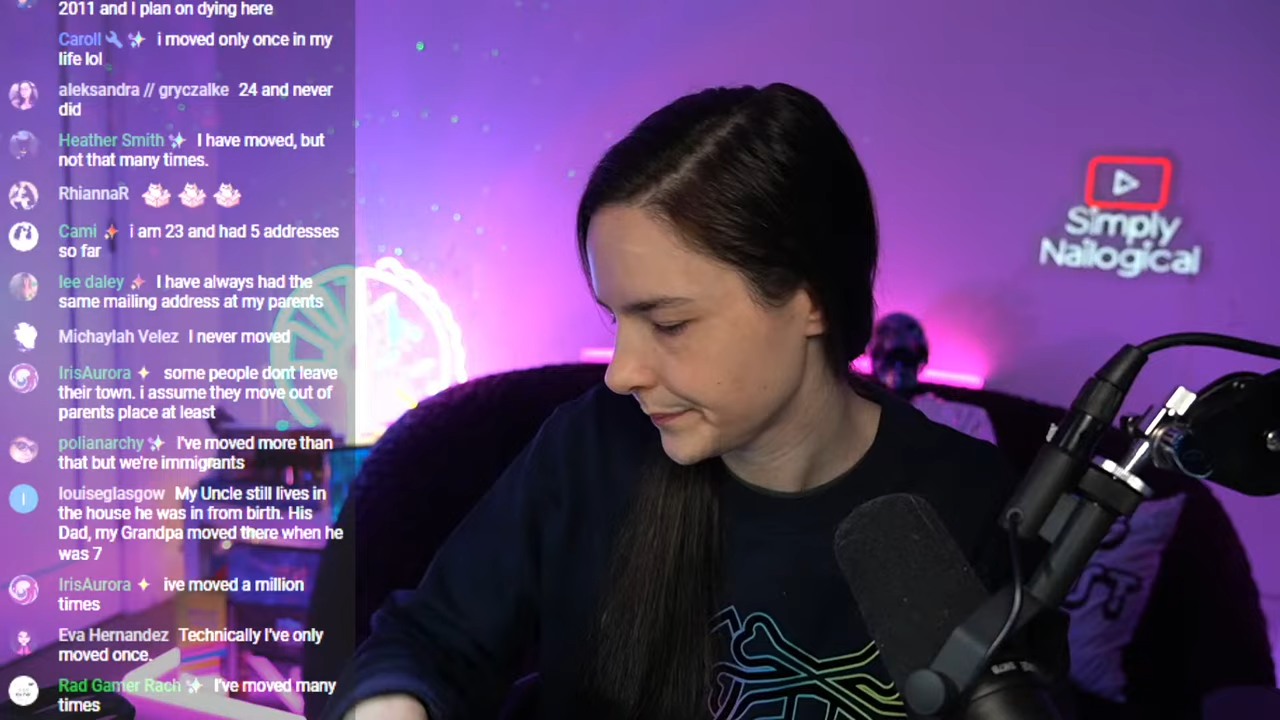 2011 and I plan on dying here
Caroll i moved only once in my
life lol
aleksandra // gryczalke 24 and never
did
Heather Smith I have moved, but
not that many times.
RhiannaR
Cami i am 23 and had 5 addresses
so far
lee daley I have always had the
same mailing address at my parents
Michaylah Velez I never moved
IrisAurora some people dont leave
their town. i assume they move out of
parents place at least
polianarchy I've moved more than
that but we're immigrants
louiseglasgow My Uncle still lives in
the house he was in from birth. His
Dad, my Grandpa moved there when he
was 7
IrisAurora ive moved a million
times
Eva Hernandez Technically I've only
moved once.
Rad Gamer Rach I've moved many
times
Simply
Nailogical